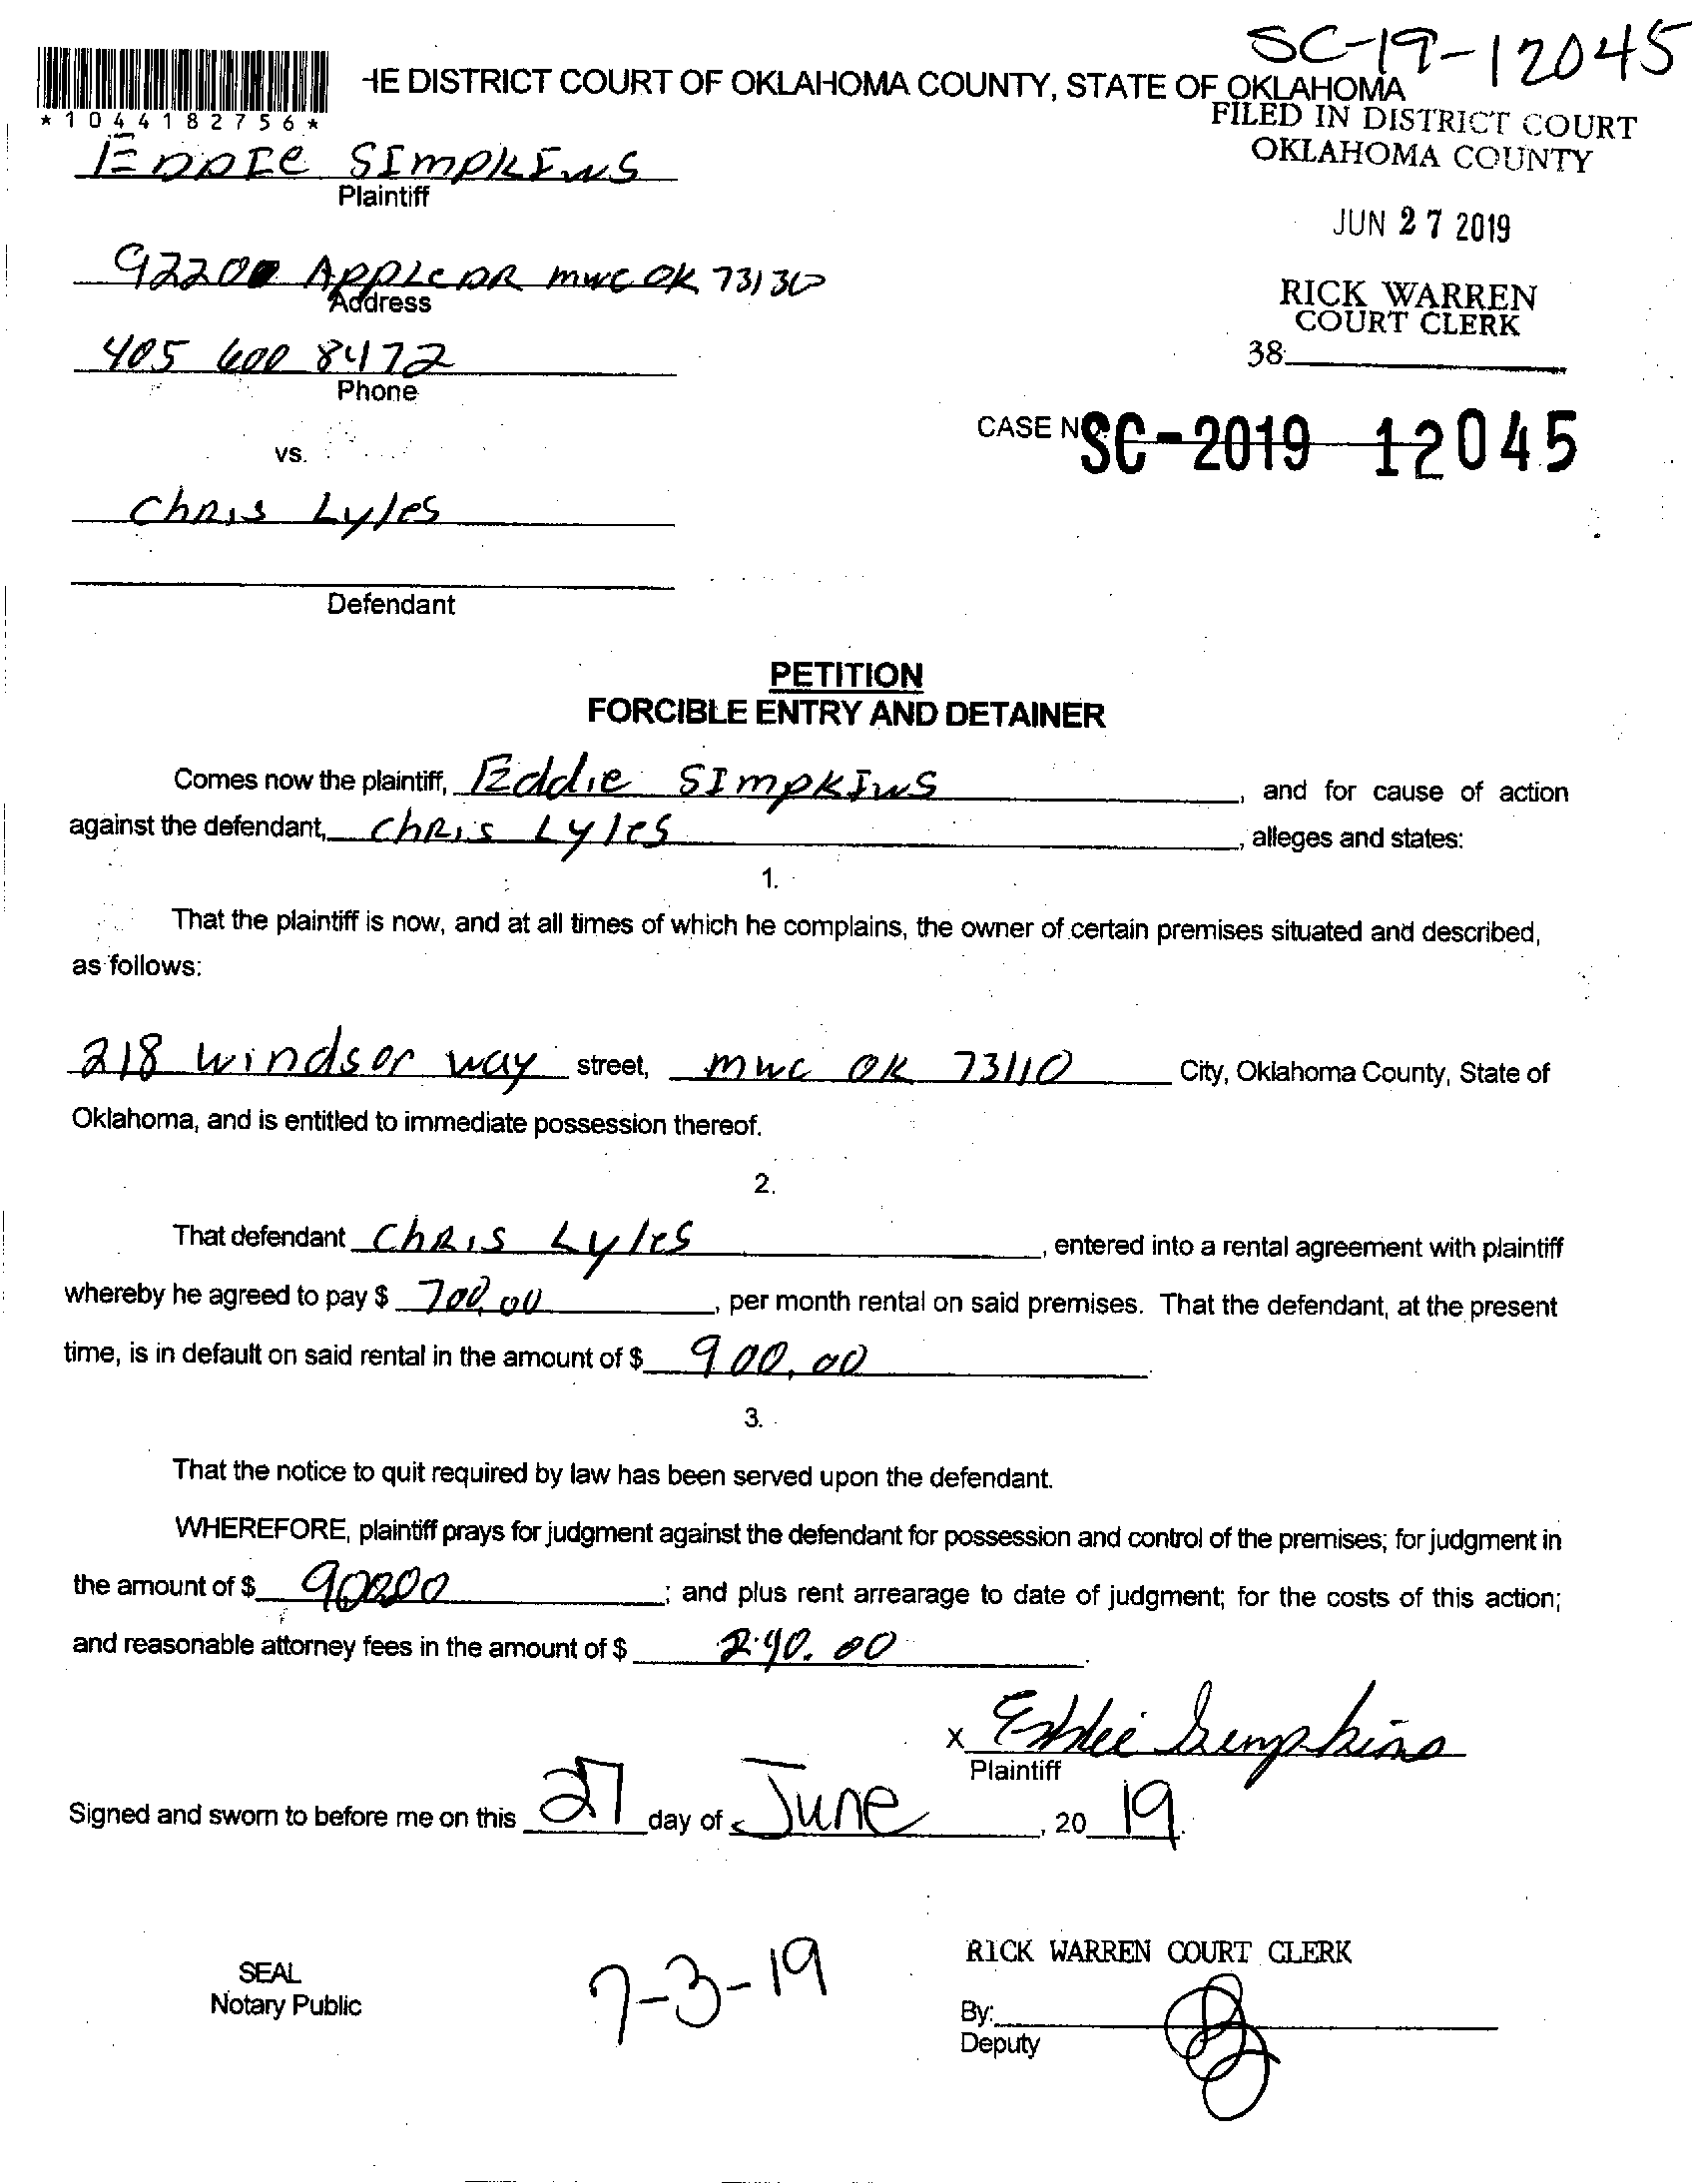 SC-19-12045
HE DISTRICT COURT OF OKLAHOMA COUNTY, STATE OF OKLAHOMA
*1044182756*
FILED IN DISTRICT COURT
OKLAHOMA COUNTY
EDDIE SIMPKINS
Plaintiff
JUN 27 2019
Apple DR mwc OK 73130
Address
RICK WARREN
COURT CLERK
405 600 8472
38
Phone
CASE NO. SC-2019 12045
vs.
Chris Lyles
Defendant
PETITION
FORCIBLE ENTRY AND DETAINER
Comes now the plaintiff, Eddie SImpkIns, and for cause of action
against the defendant, ChRis Lyles, alleges and states:
1.
That the plaintiff is now, and at all times of which he complains, the owner of certain premises situated and described,
as follows:
218 windsor way street, mwc OK 73110 City, Oklahoma County, State of
Oklahoma, and is entitled to immediate possession thereof.
2.
That defendant ChRis Lyles, entered into a rental agreement with plaintiff
whereby he agreed to pay $ 700.00, per month rental on said premises. That the defendant, at the present
time, is in default on said rental in the amount of $ 900.00.
3.
That the notice to quit required by law has been served upon the defendant.
WHEREFORE, plaintiff prays for judgment against the defendant for possession and control of the premises; for judgment in
the amount of $ ; and plus rent arrearage to date of judgment; for the costs of this action;
and reasonable attorney fees in the amount of $ 290.00.
x Eddie Simpkins
Plaintiff
Signed and sworn to before me on this 27 day of June, 20 19.
RICK WARREN COURT CLERK
SEAL
Notary Public
7-3-19
By:
Deputy